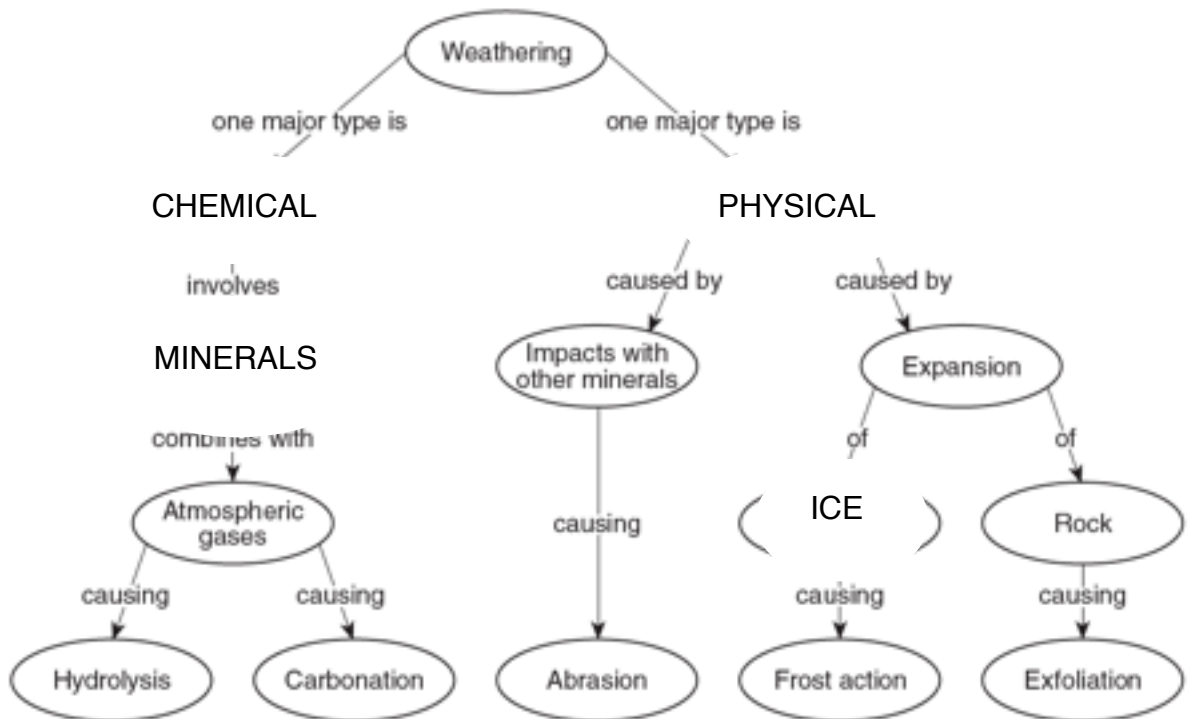 Weathering
one major type is
one major type is
CHEMICAL
PHYSICAL
involves
caused by
caused by
MINERALS
Impacts with
other minerals
Expansion
combines with
of
of
Atmospheric
gases
causing
ICE
Rock
causing
causing
causing
causing
Hydrolysis
Carbonation
Abrasion
Frost action
Exfoliation